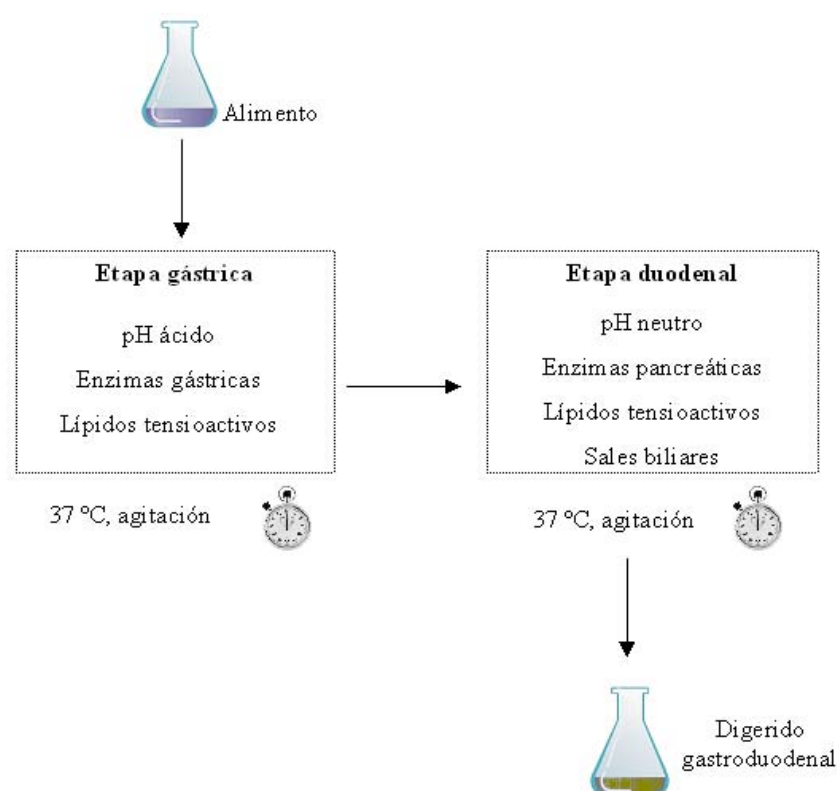 Alimento
Etapa gástrica
pH ácido
Enzimas gástricas
Lípidos tensioactivos
37 ºC, agitación
Etapa duodenal
pH neutro
Enzimas pancreáticas
Lípidos tensioactivos
Sales biliares
37 ºC, agitación
Digerido
gastroduodenal